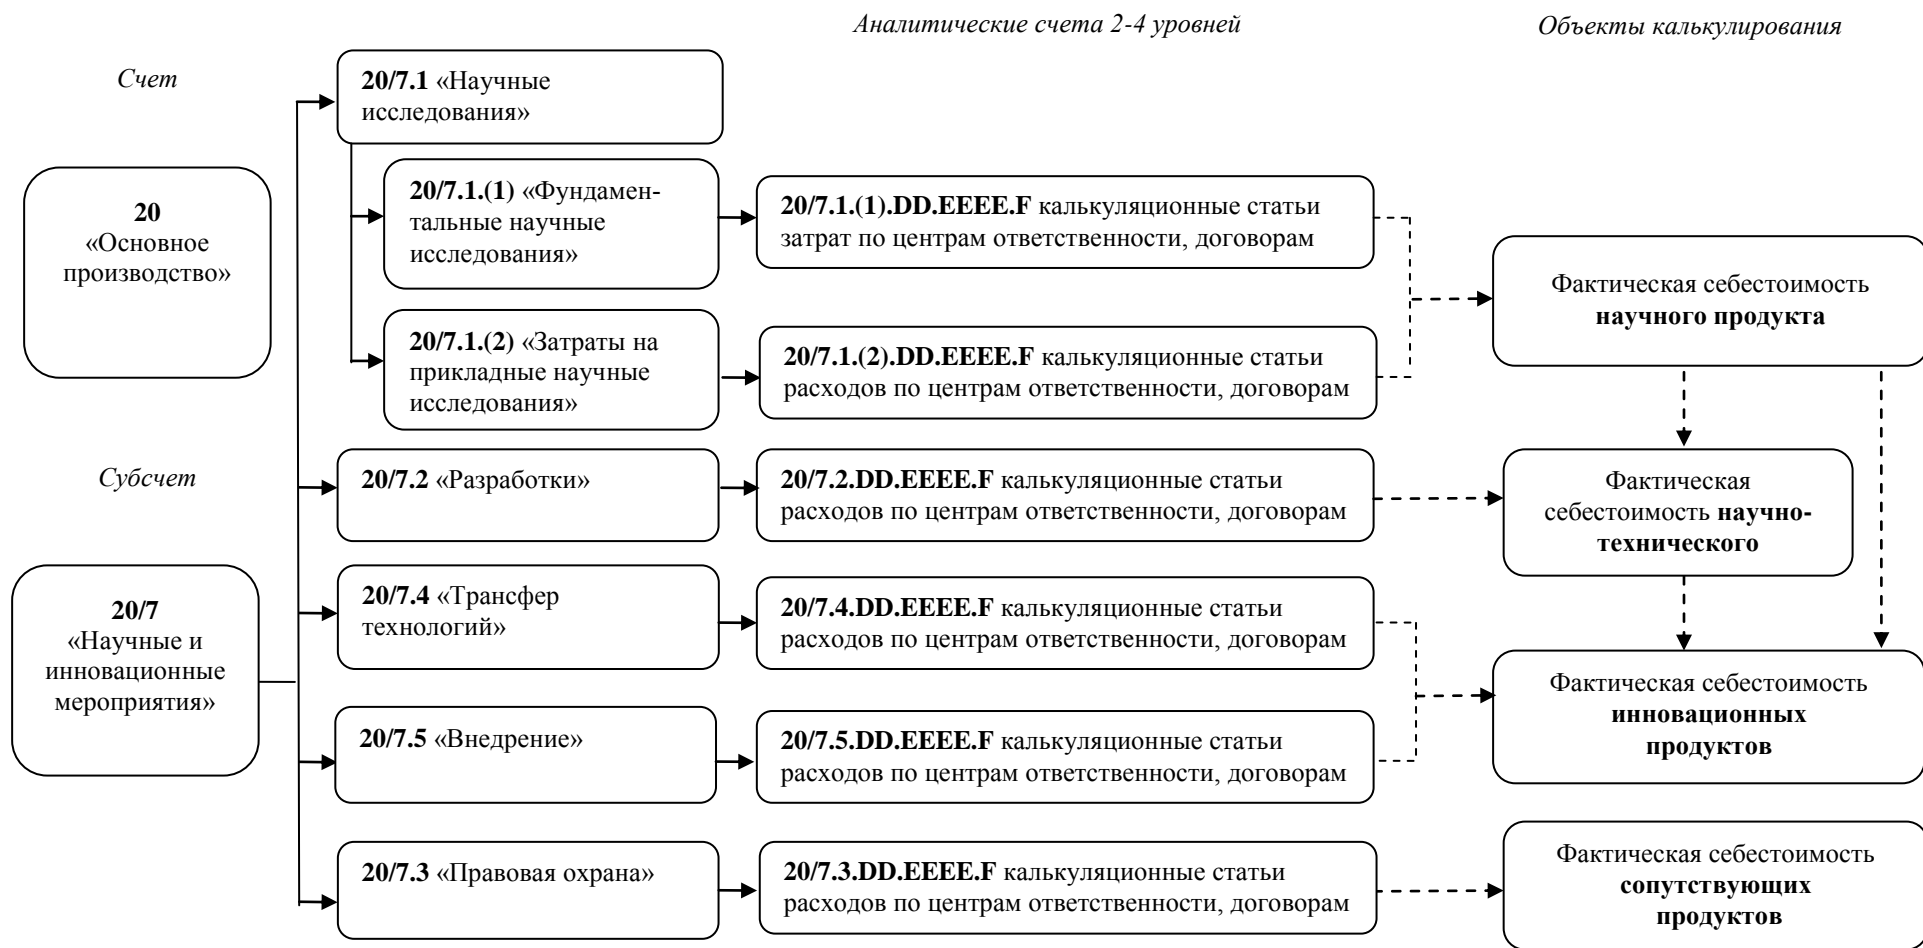 Аналитические счета 2-4 уровней
Объекты калькулирования
Счет
20/7.1 «Научные
исследования»
20
«Основное
производство»
20/7.1.(1) «Фундамен-
тальные научные
исследования»
20/7.1.(1).DD.EEEE.F калькуляционные статьи
затрат по центрам ответственности, договорам
Фактическая себестоимость
научного продукта
20/7.1.(2) «Затраты на
прикладные научные
исследования»
20/7.1.(2).DD.EEEE.F калькуляционные статьи
расходов по центрам ответственности, договорам
Субсчет
20/7.2 «Разработки»
20/7.2.DD.EEEE.F калькуляционные статьи
расходов по центрам ответственности, договорам
Фактическая
себестоимость научно-
технического
20/7
«Научные и
инновационные
мероприятия»
20/7.4 «Трансфер
технологий»
20/7.4.DD.EEEE.F калькуляционные статьи
расходов по центрам ответственности, договорам
Фактическая себестоимость
инновационных
продуктов
20/7.5 «Внедрение»
20/7.5.DD.EEEE.F калькуляционные статьи
расходов по центрам ответственности, договорам
20/7.3 «Правовая охрана»
20/7.3.DD.EEEE.F калькуляционные статьи
расходов по центрам ответственности, договорам
Фактическая себестоимость
сопутствующих
продуктов